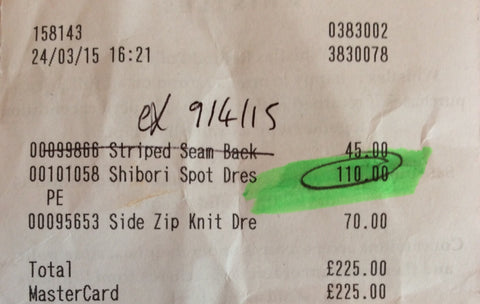 158143 0383002
24/03/15 16:21 3830078
ex 9/4/15
00099866 Striped Seam Back 45.00
00101058 Shibori Spot Dres 110.00
PE
00095653 Side Zip Knit Dre 70.00
Total £225.00
MasterCard £225.00